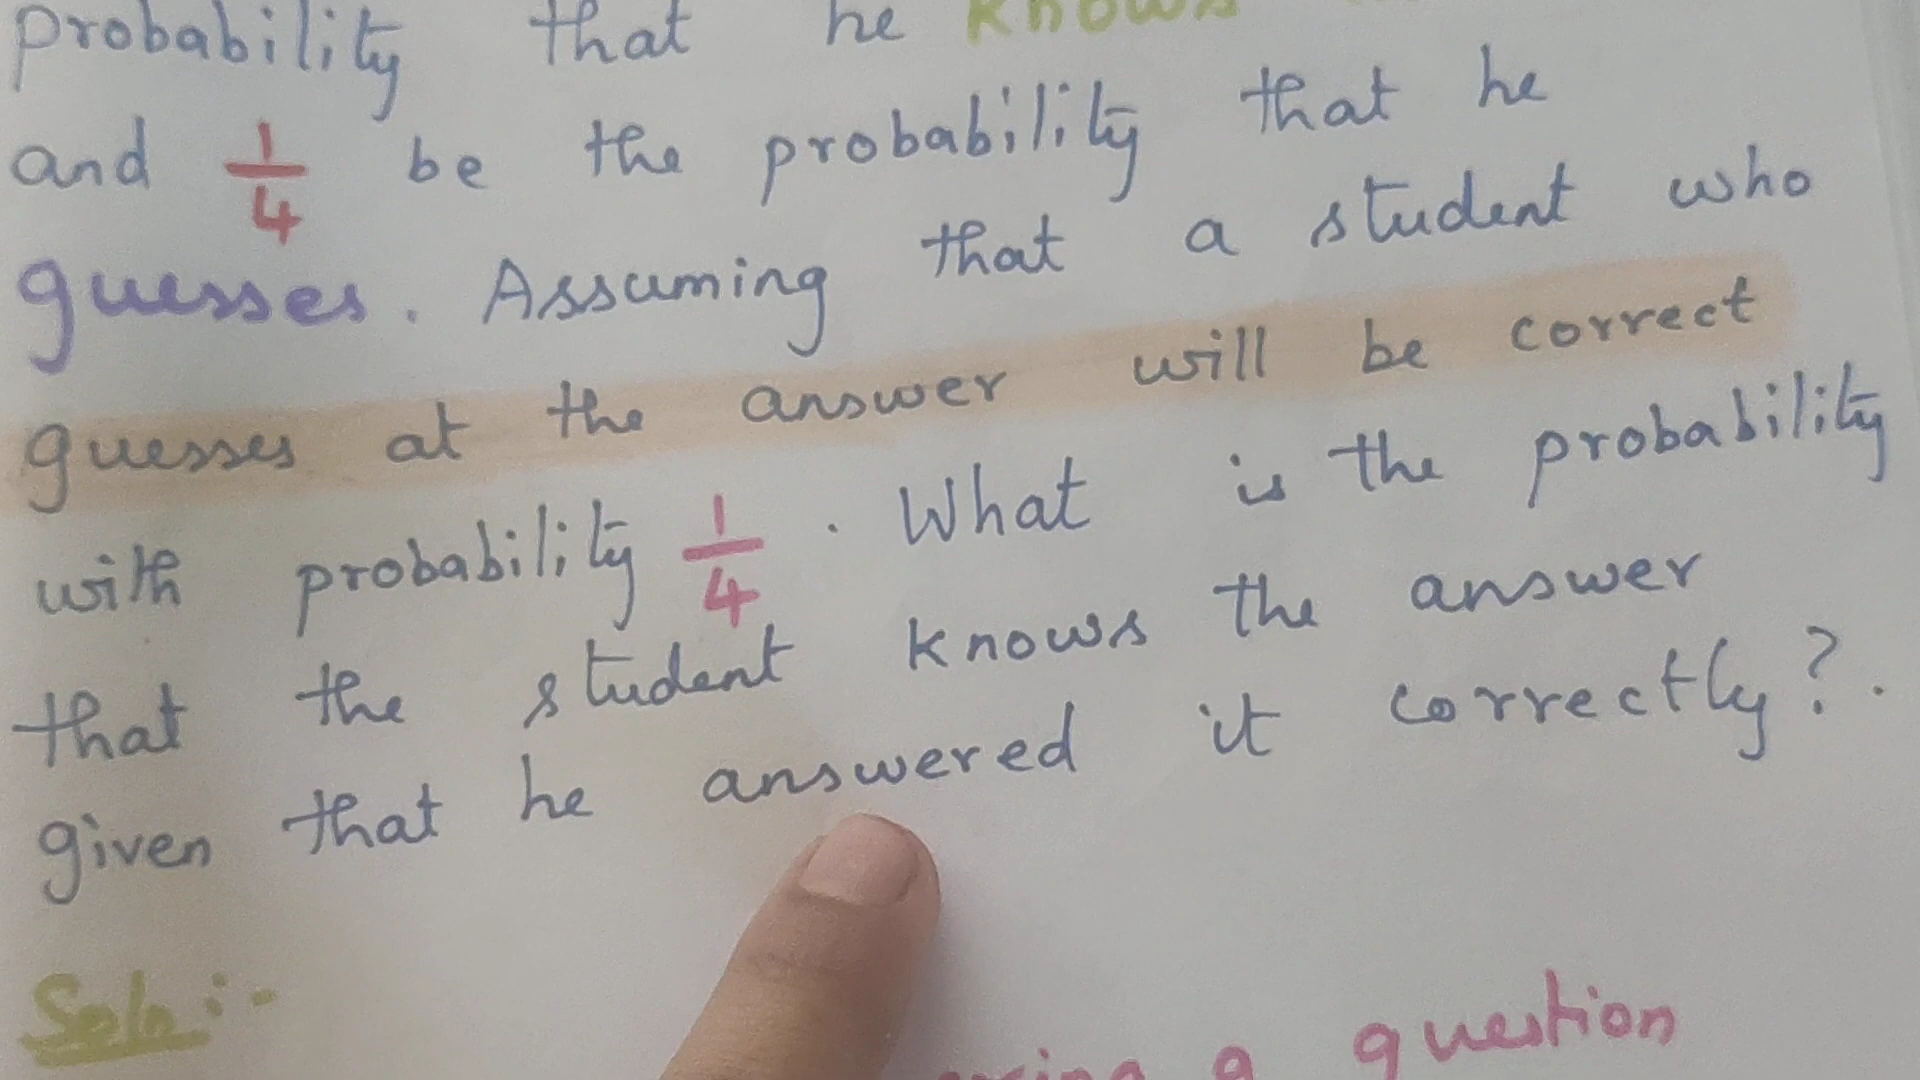 probability that he knows
and 1/4 be the probability that he
guesses. Assuming that a student who
guesses at the answer will be correct
with probability 1/4. What is the probability
that the student knows the answer
given that he answered it correctly?.
Soln:-
a question